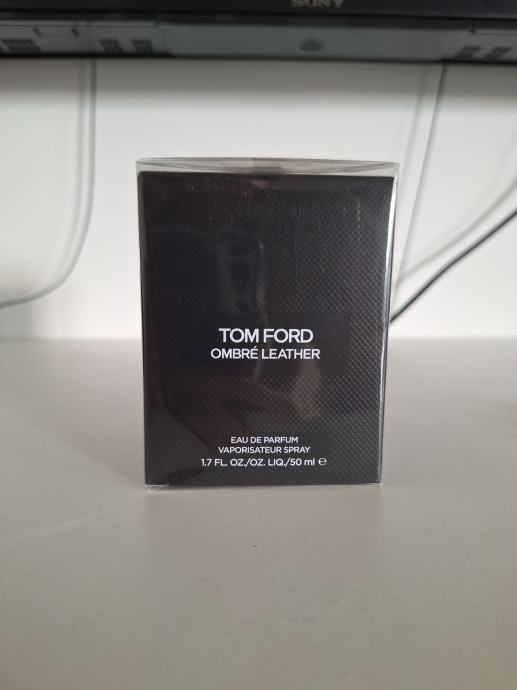 SONY
TOM FORD
OMBRÉ LEATHER
EAU DE PARFUM
VAPORISATEUR SPRAY
1.7 FL. OZ./OZ. LIQ./50 ml ℮